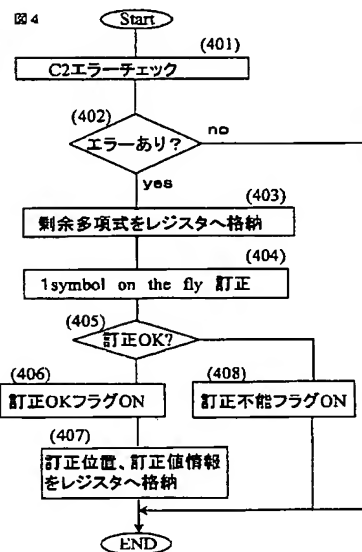 図4
Start
(401)
C2エラーチェック
(402)
エラーあり?
no
yes
(403)
剰余多項式をレジスタへ格納
(404)
1symbol on the fly 訂正
(405)
訂正OK?
(406)
訂正OKフラグON
(408)
訂正不能フラグON
(407)
訂正位置、訂正値情報
をレジスタへ格納
END